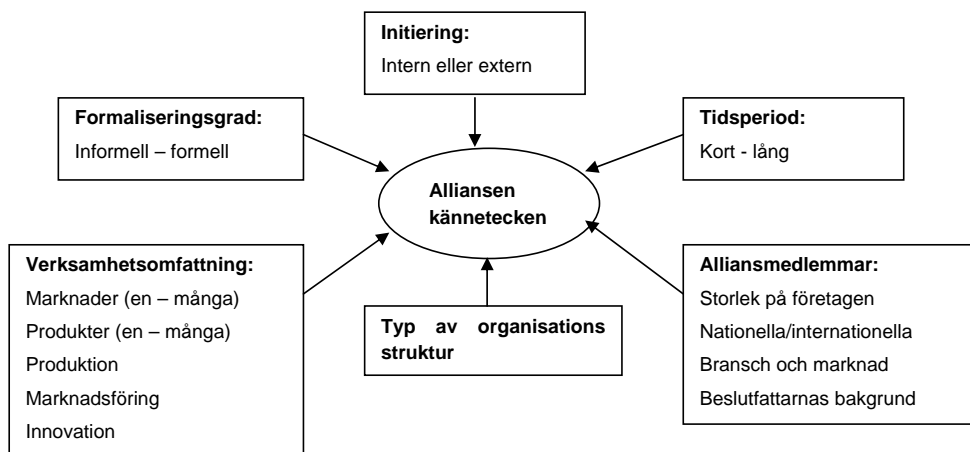 Initiering:
Intern eller extern
Formaliseringsgrad:
Informell – formell
Tidsperiod:
Kort - lång
Alliansen
kännetecken
Verksamhetsomfattning:
Marknader (en – många)
Produkter (en – många)
Produktion
Marknadsföring
Innovation
Typ av organisations
struktur
Alliansmedlemmar:
Storlek på företagen
Nationella/internationella
Bransch och marknad
Beslutfattarnas bakgrund